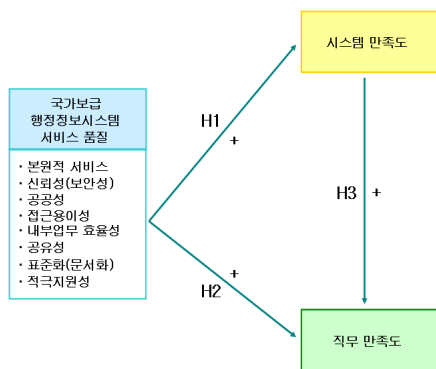 국가보급
행정정보시스템
서비스 품질
· 본원적 서비스
· 신뢰성(보안성)
· 공공성
· 접근용이성
· 내부업무 효율성
· 공유성
· 표준화(문서화)
· 적극지원성
H1
+
시스템 만족도
H3 +
+
H2
직무 만족도